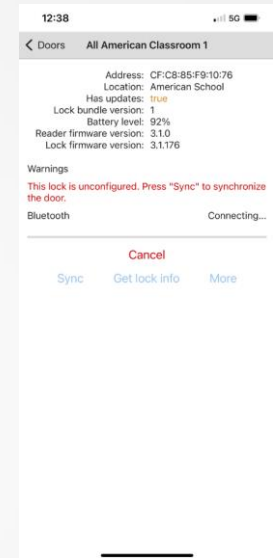 12:38
5G
Doors
All American Classroom 1
Address: CF:C8:85:F9:10:76
Location: American School
Has updates: true
Lock bundle version: 1
Battery level: 92%
Reader firmware version: 3.1.0
Lock firmware version: 3.1.176
Warnings
This lock is unconfigured. Press "Sync" to synchronize
the door.
Bluetooth Connecting...
Cancel
Sync Get lock info More